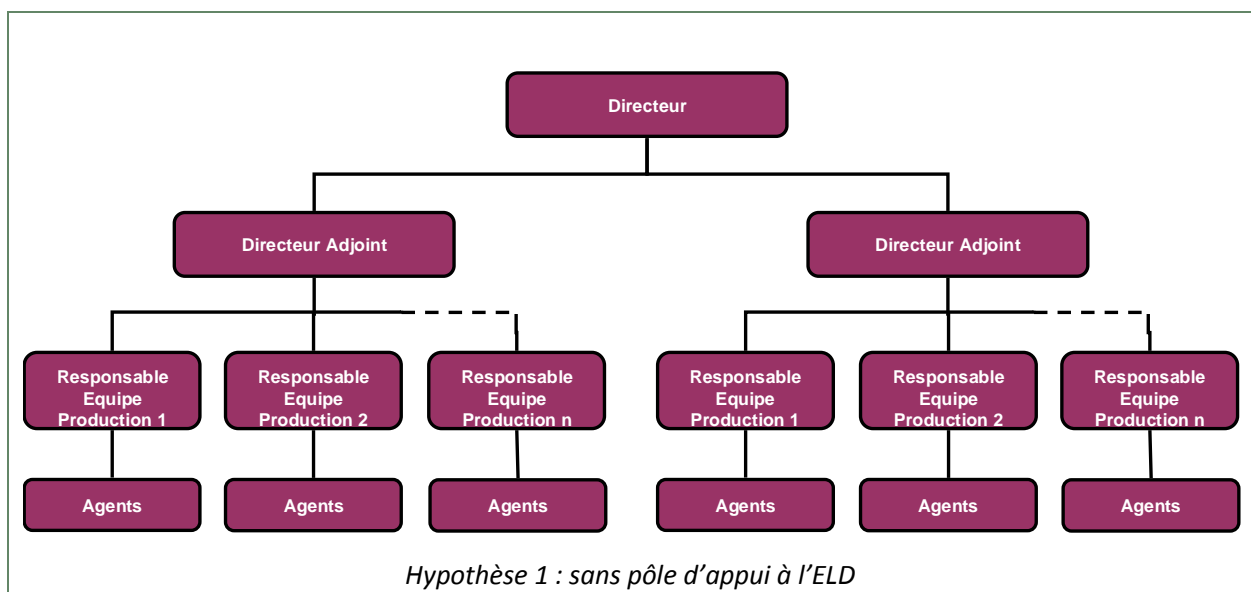 Directeur
Directeur Adjoint
Directeur Adjoint
Responsable
Equipe
Production 1
Responsable
Equipe
Production 2
Responsable
Equipe
Production n
Responsable
Equipe
Production 1
Responsable
Equipe
Production 2
Responsable
Equipe
Production n
Agents
Agents
Agents
Agents
Agents
Agents
Hypothèse 1 : sans pôle d’appui à l’ELD